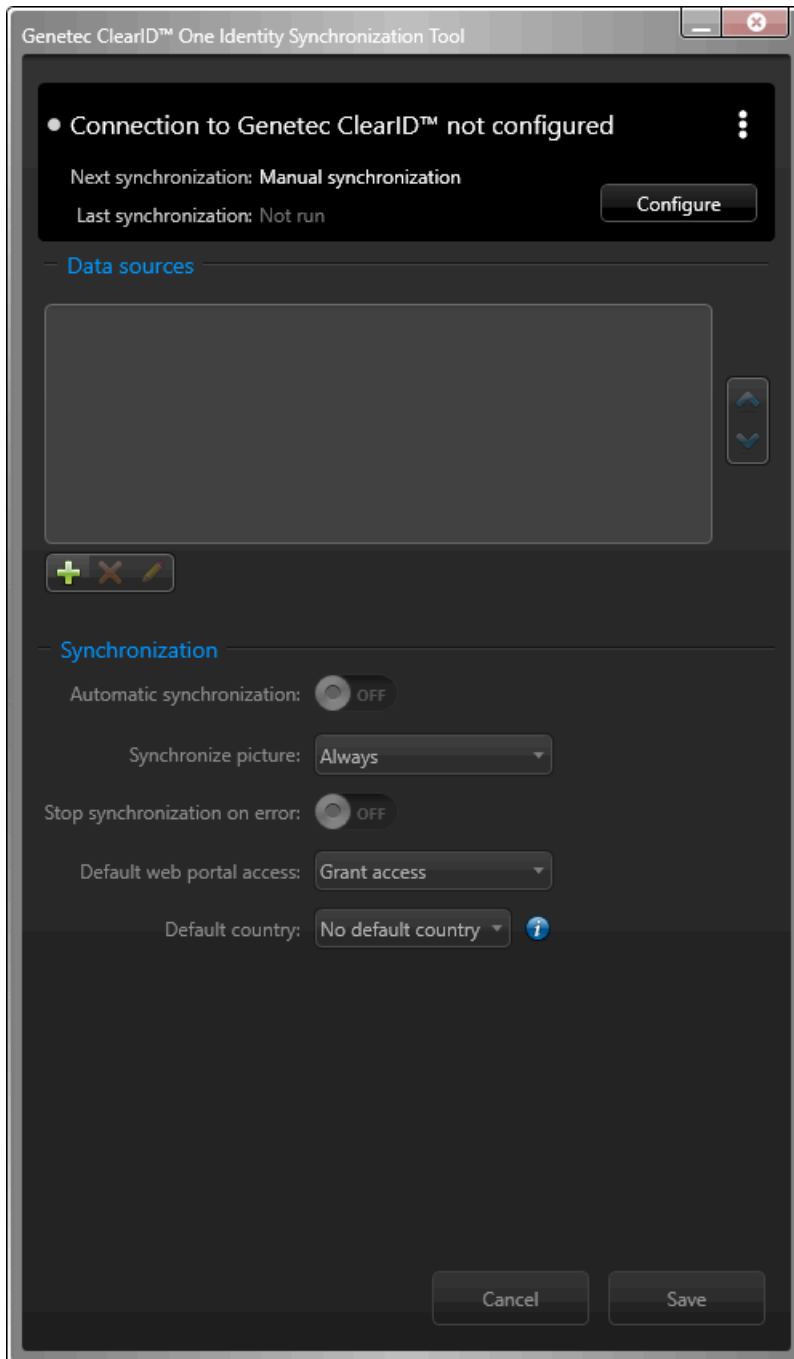 Genetec ClearID™ One Identity Synchronization Tool
Connection to Genetec ClearID™ not configured
Next synchronization: Manual synchronization
Last synchronization: Not run
Configure
Data sources
Synchronization
Automatic synchronization: OFF
Synchronize picture: Always
Stop synchronization on error: OFF
Default web portal access: Grant access
Default country: No default country
Cancel Save